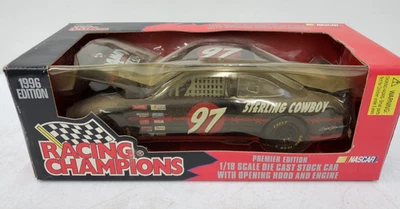 1996
EDITION
97
STERLING COWBOY
97
RACING
CHAMPIONS
PREMIER EDITION
1/18 SCALE DIE CAST STOCK CAR
WITH OPENING HOOD AND ENGINE
NASCAR
WARNING